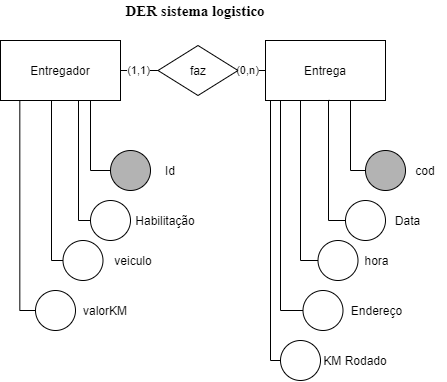 DER sistema logistico
Entregador
(1,1)
faz
(0,n)
Entrega
Id
cod
Habilitação
Data
veiculo
hora
valorKM
Endereço
KM Rodado